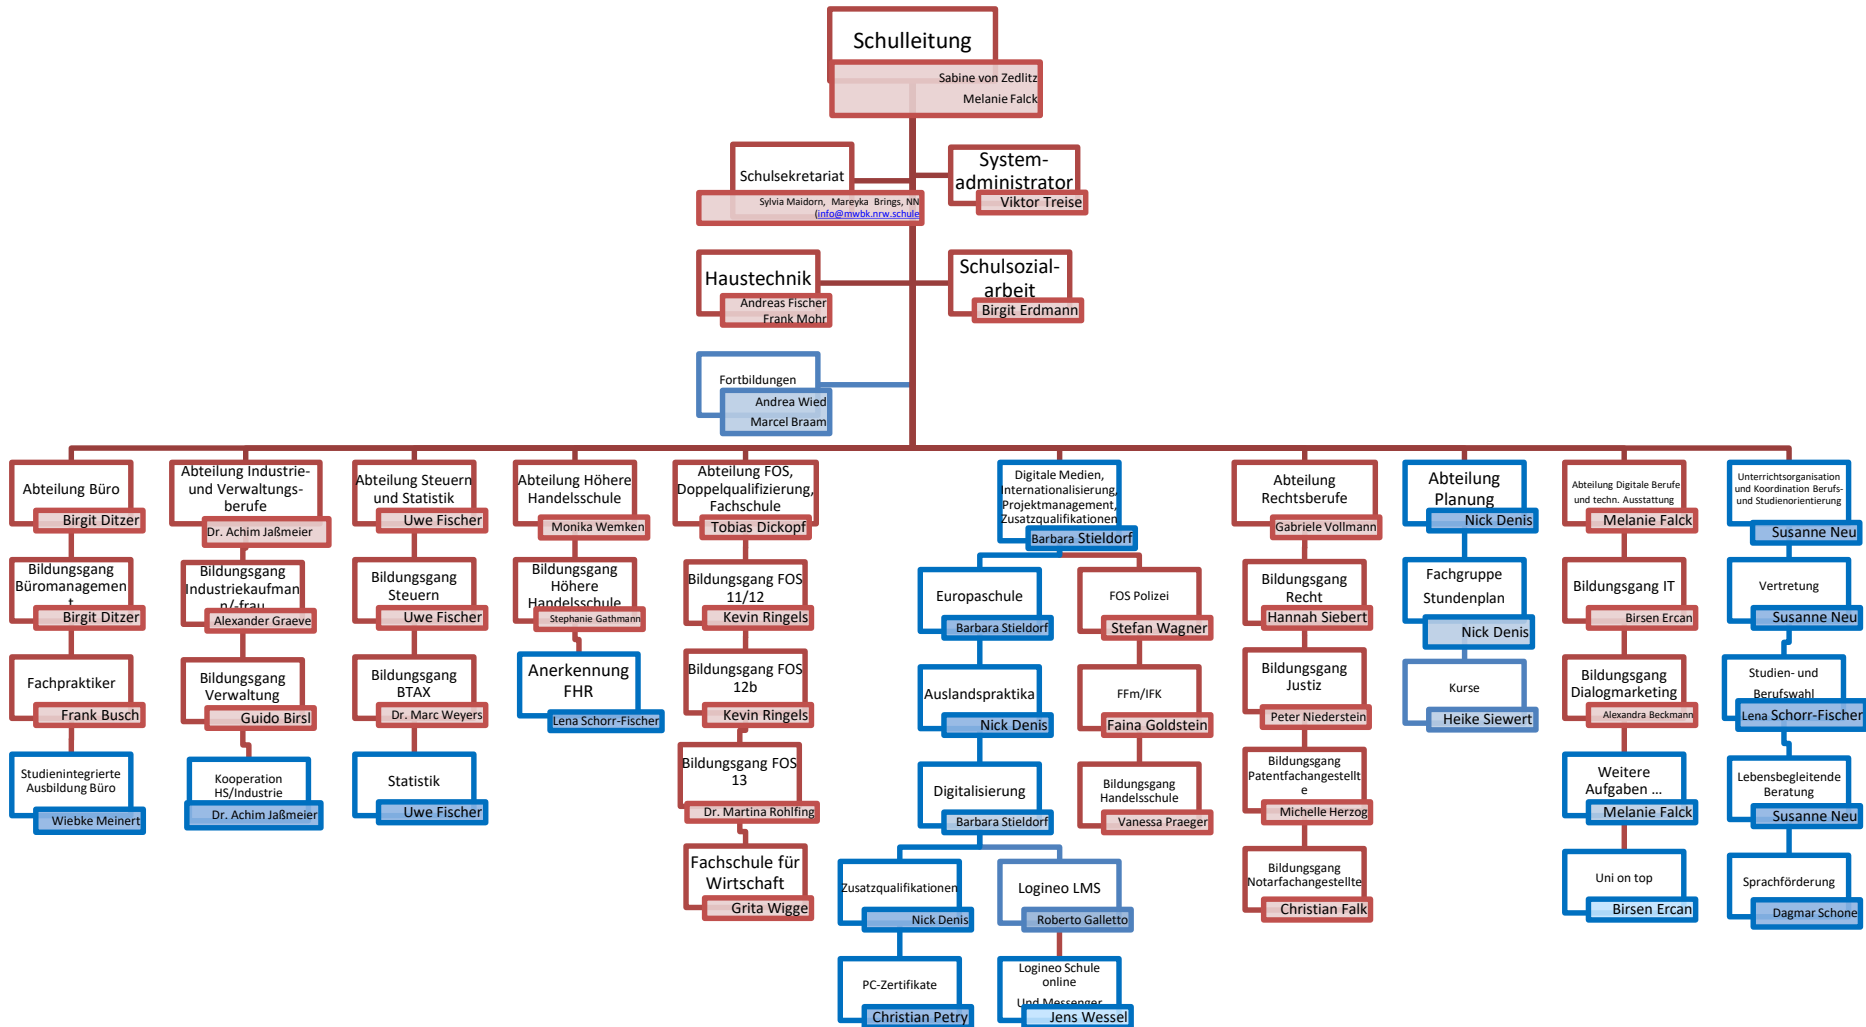 Schulleitung
Sabine von Zedlitz
Melanie Falck
Schulsekretariat
Sylvia Maidorn, Mareyka Brings, NN
(info@mwbk.nrw.schule
System-
administrator
Viktor Treise
Haustechnik
Andreas Fischer
Frank Mohr
Schulsozial-
arbeit
Birgit Erdmann
Fortbildungen
Andrea Wied
Marcel Braam
Abteilung Büro
Birgit Ditzer
Bildungsgang
Büromanagemen
t
Birgit Ditzer
Fachpraktiker
Frank Busch
Studienintegrierte
Ausbildung Büro
Wiebke Meinert
Abteilung Industrie-
und Verwaltungs-
berufe
Dr. Achim Jaßmeier
Bildungsgang
Industriekaufman
n/-frau
Alexander Graeve
Bildungsgang
Verwaltung
Guido Birsl
Kooperation
HS/Industrie
Dr. Achim Jaßmeier
Abteilung Steuern
und Statistik
Uwe Fischer
Bildungsgang
Steuern
Uwe Fischer
Bildungsgang
BTAX
Dr. Marc Weyers
Statistik
Uwe Fischer
Abteilung Höhere
Handelsschule
Monika Wemken
Bildungsgang
Höhere
Handelsschule
Stephanie Gathmann
Anerkennung
FHR
Lena Schorr-Fischer
Abteilung FOS,
Doppelqualifizierung,
Fachschule
Tobias Dickopf
Bildungsgang FOS
11/12
Kevin Ringels
Bildungsgang FOS
12b
Kevin Ringels
Bildungsgang FOS
13
Dr. Martina Rohlfing
Fachschule für
Wirtschaft
Grita Wigge
Digitale Medien,
Internationalisierung,
Projektmanagement,
Zusatzqualifikationen
Barbara Stieldorf
Europaschule
Barbara Stieldorf
Auslandspraktika
Nick Denis
Digitalisierung
Barbara Stieldorf
Zusatzqualifikationen
Nick Denis
PC-Zertifikate
Christian Petry
Logineo LMS
Roberto Galletto
Logineo Schule
online
Und Messenger
Jens Wessel
FOS Polizei
Stefan Wagner
FFm/IFK
Faina Goldstein
Bildungsgang
Handelsschule
Vanessa Praeger
Abteilung
Rechtsberufe
Gabriele Vollmann
Bildungsgang
Recht
Hannah Siebert
Bildungsgang
Justiz
Peter Niederstein
Bildungsgang
Patentfachangestellt
e
Michelle Herzog
Bildungsgang
Notarfachangestellte
Christian Falk
Abteilung
Planung
Nick Denis
Fachgruppe
Stundenplan
Nick Denis
Kurse
Heike Siewert
Abteilung Digitale Berufe
und techn. Ausstattung
Melanie Falck
Bildungsgang IT
Birsen Ercan
Bildungsgang
Dialogmarketing
Alexandra Beckmann
Weitere
Aufgaben ...
Melanie Falck
Uni on top
Birsen Ercan
Unterrichtsorganisation
und Koordination Berufs-
und Studienorientierung
Susanne Neu
Vertretung
Susanne Neu
Studien- und
Berufswahl
Lena Schorr-Fischer
Lebensbegleitende
Beratung
Susanne Neu
Sprachförderung
Dagmar Schone